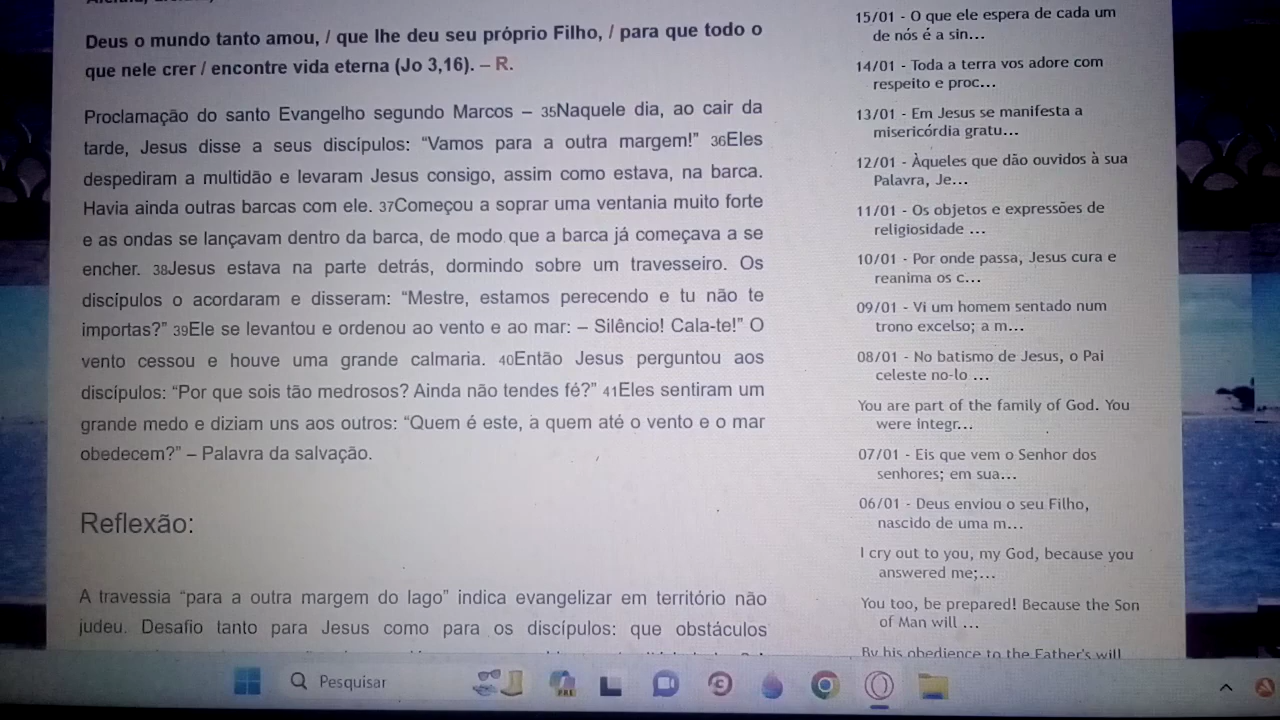 Deus o mundo tanto amou, / que lhe deu seu próprio Filho, / para que todo o
que nele crer / encontre vida eterna (Jo 3,16). – R.
Proclamação do santo Evangelho segundo Marcos – 35Naquele dia, ao cair da
tarde, Jesus disse a seus discípulos: “Vamos para a outra margem!” 36Eles
despediram a multidão e levaram Jesus consigo, assim como estava, na barca.
Havia ainda outras barcas com ele. 37Começou a soprar uma ventania muito forte
e as ondas se lançavam dentro da barca, de modo que a barca já começava a se
encher. 38Jesus estava na parte detrás, dormindo sobre um travesseiro. Os
discípulos o acordaram e disseram: “Mestre, estamos perecendo e tu não te
importas?” 39Ele se levantou e ordenou ao vento e ao mar: – Silêncio! Cala-te!” O
vento cessou e houve uma grande calmaria. 40Então Jesus perguntou aos
discípulos: “Por que sois tão medrosos? Ainda não tendes fé?” 41Eles sentiram um
grande medo e diziam uns aos outros: “Quem é este, a quem até o vento e o mar
obedecem?” – Palavra da salvação.
Reflexão:
A travessia “para a outra margem do lago” indica evangelizar em território não
judeu. Desafio tanto para Jesus como para os discípulos: que obstáculos
15/01 - O que ele espera de cada um
de nós é a sin...
14/01 - Toda a terra vos adore com
respeito e proc...
13/01 - Em Jesus se manifesta a
misericórdia gratu...
12/01 - Àqueles que dão ouvidos à sua
Palavra, Je...
11/01 - Os objetos e expressões de
religiosidade ...
10/01 - Por onde passa, Jesus cura e
reanima os c...
09/01 - Vi um homem sentado num
trono excelso; a m...
08/01 - No batismo de Jesus, o Pai
celeste no-lo ...
You are part of the family of God. You
were integr...
07/01 - Eis que vem o Senhor dos
senhores; em sua...
06/01 - Deus enviou o seu Filho,
nascido de uma m...
I cry out to you, my God, because you
answered me;...
You too, be prepared! Because the Son
of Man will ...
By his obedience to the Father's will
Pesquisar
PRE